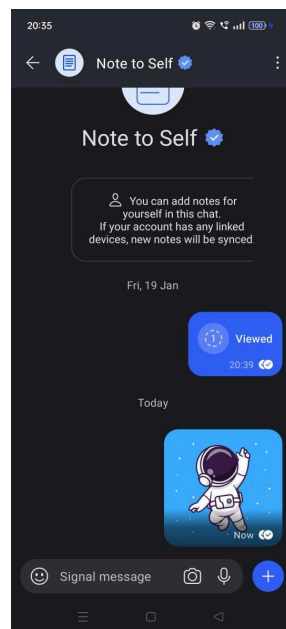 20:35
100
Note to Self
Note to Self
You can add notes for
yourself in this chat.
If your account has any linked
devices, new notes will be synced.
Fri, 19 Jan
1
Viewed
20:39
Today
Now
Signal message